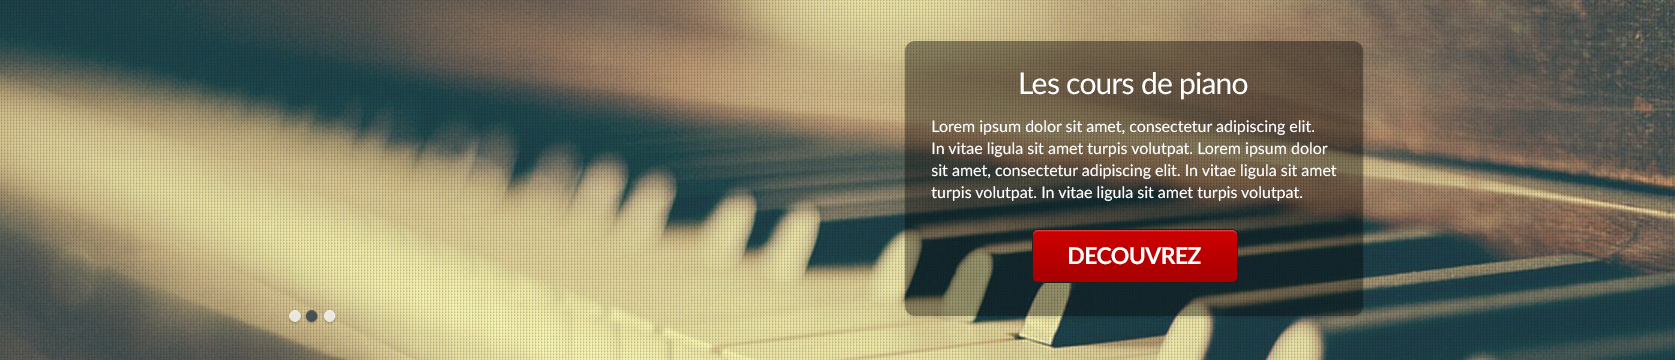 Les cours de piano
Lorem ipsum dolor sit amet, consectetur adipiscing elit.
In vitae ligula sit amet turpis volutpat. Lorem ipsum dolor
sit amet, consectetur adipiscing elit. In vitae ligula sit amet
turpis volutpat. In vitae ligula sit amet turpis volutpat.
DECOUVREZ